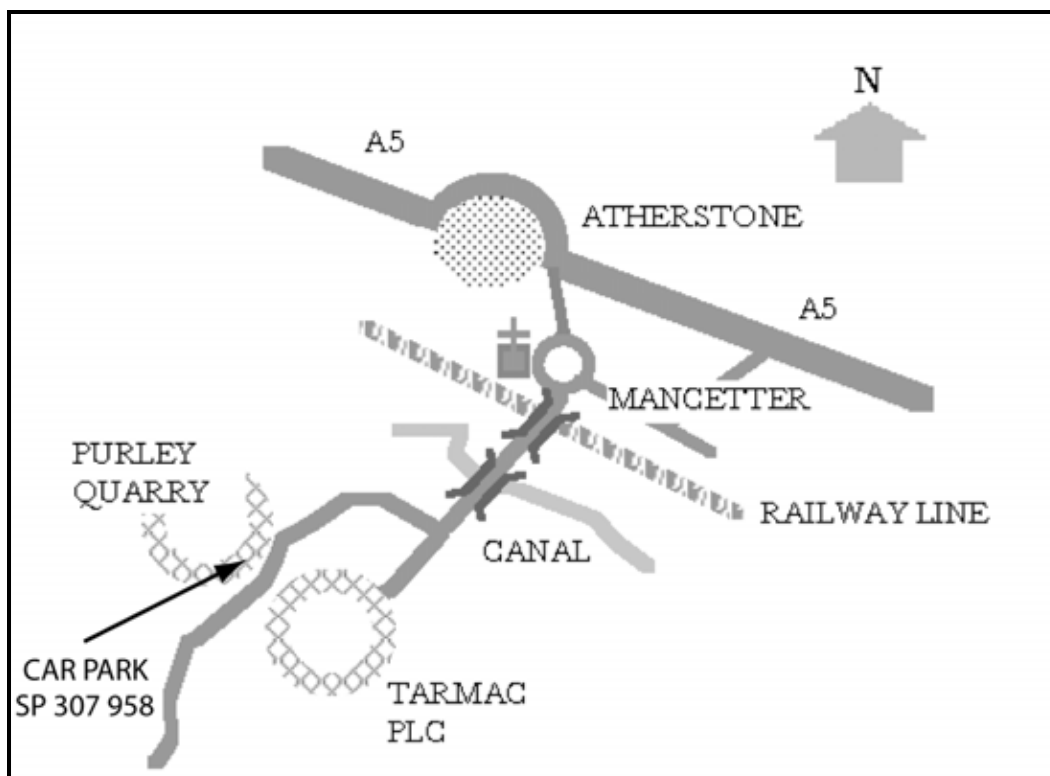 N
A5
ATHERSTONE
A5
MANCETTER
PURLEY
QUARRY
RAILWAY LINE
CANAL
CAR PARK
SP 307 958
TARMAC
PLC